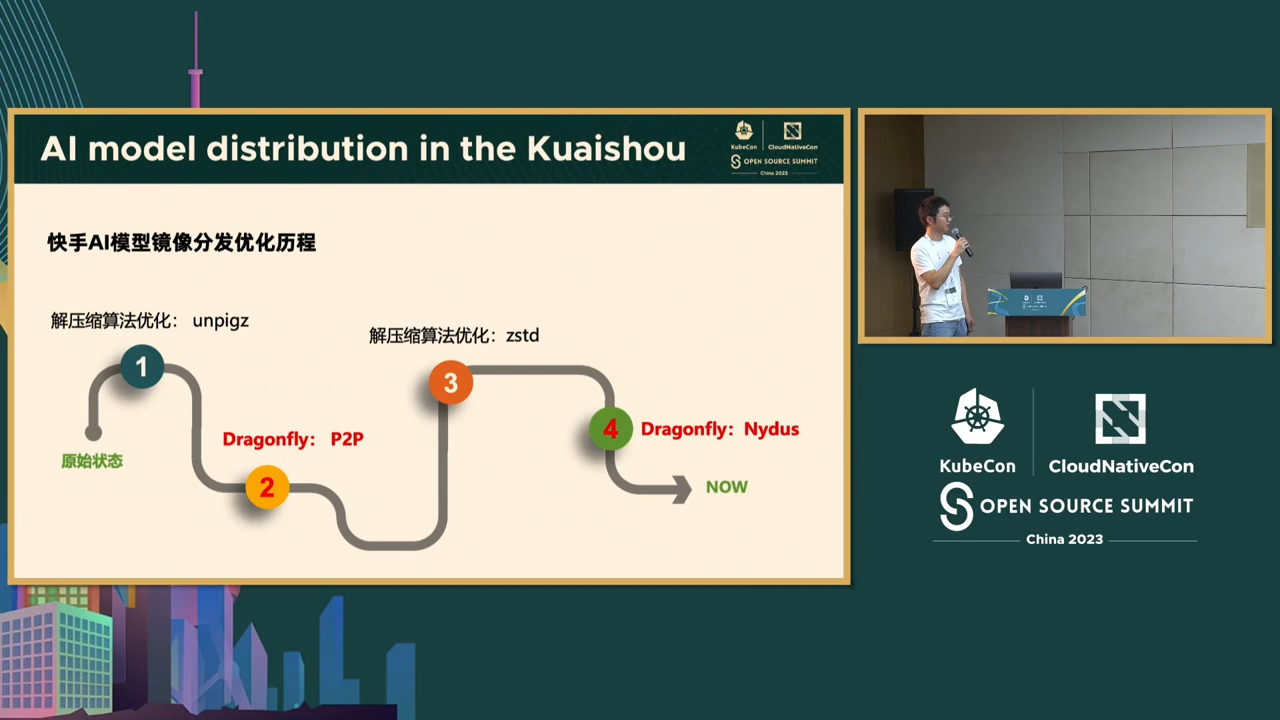 AI model distribution in the Kuaishou
KubeCon
CloudNativeCon
OPEN SOURCE SUMMIT
China 2023
快手AI模型镜像分发优化历程
解压缩算法优化： unpigz
解压缩算法优化：zstd
1
3
Dragonfly： P2P
4
Dragonfly：Nydus
原始状态
2
NOW
KubeCon
CloudNativeCon
OPEN SOURCE SUMMIT
China 2023